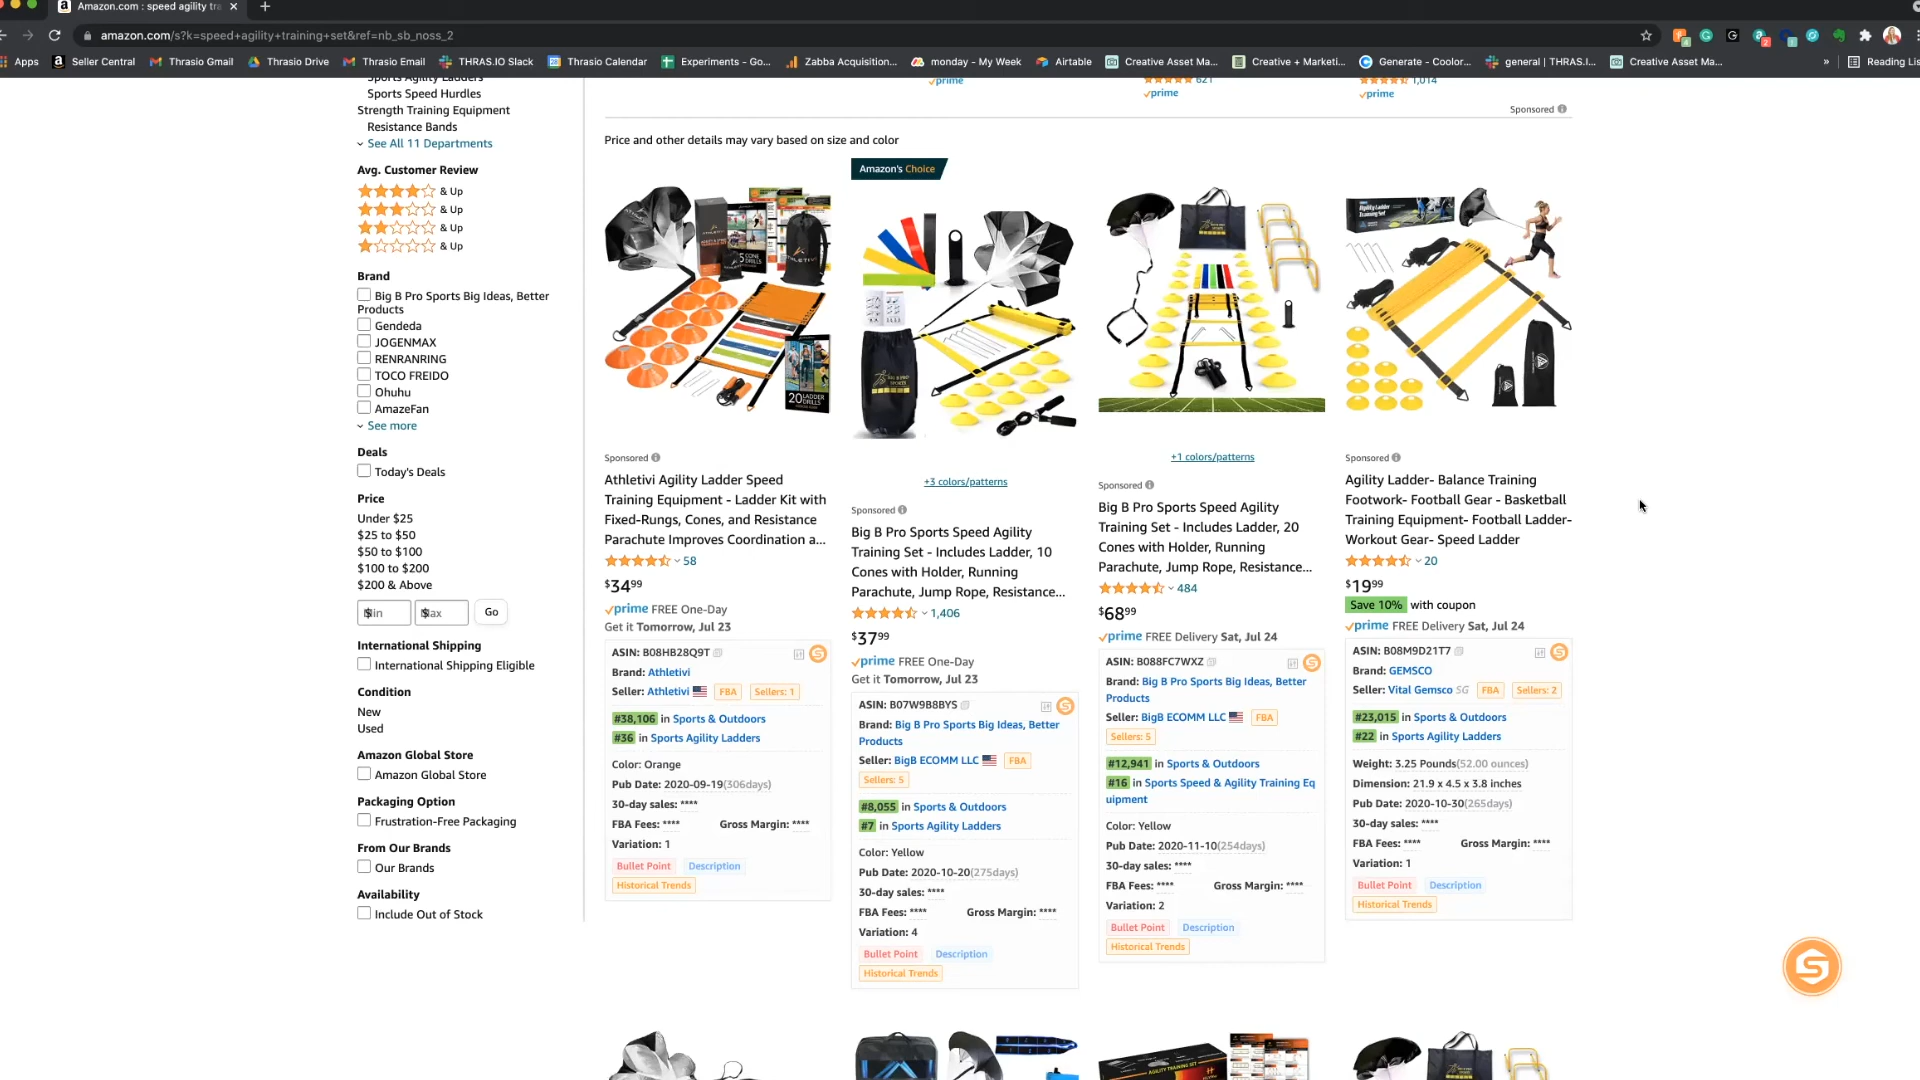 Amazon.com : speed agility tra
amazon.com/s?k=speed+agility+training+set&ref=nb_sb_noss_2
Apps
Seller Central
Thrasio Gmail
Thrasio Drive
Thrasio Email
THRAS.IO Slack
Thrasio Calendar
Experiments - Go...
Zabba Acquisition...
monday - My Week
Airtable
Creative Asset Ma...
Creative + Marketi...
Generate - Coolor...
general | THRAS.I...
Creative Asset Ma...
»
Reading Lis
Sports Agility Ladders
Sports Speed Hurdles
Strength Training Equipment
Resistance Bands
See All 11 Departments
Avg. Customer Review
& Up
& Up
& Up
& Up
Brand
Big B Pro Sports Big Ideas, Better
Products
Gendeda
JOGENMAX
RENRANRING
TOCO FREIDO
Ohuhu
AmazeFan
See more
Deals
Today's Deals
Price
Under $25
$25 to $50
$50 to $100
$100 to $200
$200 & Above
Go
International Shipping
International Shipping Eligible
Condition
New
Used
Amazon Global Store
Amazon Global Store
Packaging Option
Frustration-Free Packaging
From Our Brands
Our Brands
Availability
Include Out of Stock
prime
621
prime
1,014
prime
Sponsored
Price and other details may vary based on size and color
Sponsored
Athletivi Agility Ladder Speed
Training Equipment - Ladder Kit with
Fixed-Rungs, Cones, and Resistance
Parachute Improves Coordination a...
58
$34 99
prime FREE One-Day
Get it Tomorrow, Jul 23
ASIN: B08HB28Q9T
Brand: Athletivi
Seller: Athletivi FBA Sellers: 1
#38,106 in Sports & Outdoors
#36 in Sports Agility Ladders
Color: Orange
Pub Date: 2020-09-19(306days)
30-day sales: ****
FBA Fees: **** Gross Margin: ****
Variation: 1
Bullet Point Description
Historical Trends
Amazon's Choice
+3 colors/patterns
Sponsored
Big B Pro Sports Speed Agility
Training Set - Includes Ladder, 10
Cones with Holder, Running
Parachute, Jump Rope, Resistance...
1,406
$37 99
prime FREE One-Day
Get it Tomorrow, Jul 23
ASIN: B07W9B8BYS
Brand: Big B Pro Sports Big Ideas, Better
Products
Seller: BigB ECOMM LLC FBA
Sellers: 5
#8,055 in Sports & Outdoors
#7 in Sports Agility Ladders
Color: Yellow
Pub Date: 2020-10-20(275days)
30-day sales: ****
FBA Fees: **** Gross Margin: ****
Variation: 4
Bullet Point Description
Historical Trends
+1 colors/patterns
Sponsored
Big B Pro Sports Speed Agility
Training Set - Includes Ladder, 20
Cones with Holder, Running
Parachute, Jump Rope, Resistance...
484
$68 99
prime FREE Delivery Sat, Jul 24
ASIN: B088FC7WXZ
Brand: Big B Pro Sports Big Ideas, Better
Products
Seller: BigB ECOMM LLC FBA
Sellers: 5
#12,941 in Sports & Outdoors
#16 in Sports Speed & Agility Training Eq
uipment
Color: Yellow
Pub Date: 2020-11-10(254days)
30-day sales: ****
FBA Fees: **** Gross Margin: ****
Variation: 2
Bullet Point Description
Historical Trends
Sponsored
Agility Ladder- Balance Training
Footwork- Football Gear - Basketball
Training Equipment- Football Ladder-
Workout Gear- Speed Ladder
20
$19 99
Save 10% with coupon
prime FREE Delivery Sat, Jul 24
ASIN: B08M9D21T7
Brand: GEMSCO
Seller: Vital Gemsco SG FBA Sellers: 2
#23,015 in Sports & Outdoors
#22 in Sports Agility Ladders
Weight: 3.25 Pounds(52.00 ounces)
Dimension: 21.9 x 4.5 x 3.8 inches
Pub Date: 2020-10-30(265days)
30-day sales: ****
FBA Fees: **** Gross Margin: ****
Variation: 1
Bullet Point Description
Historical Trends